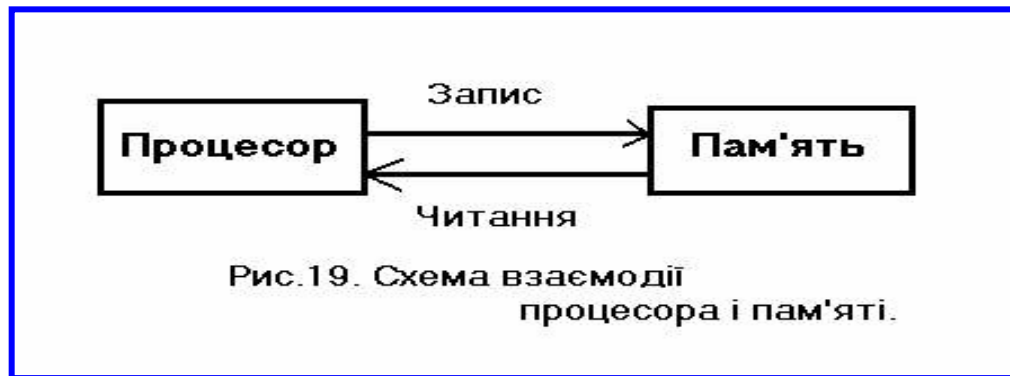 Запис
Процесор
Пам'ять
Читання
Рис.19. Схема взаємодії
процесора і пам'яті.